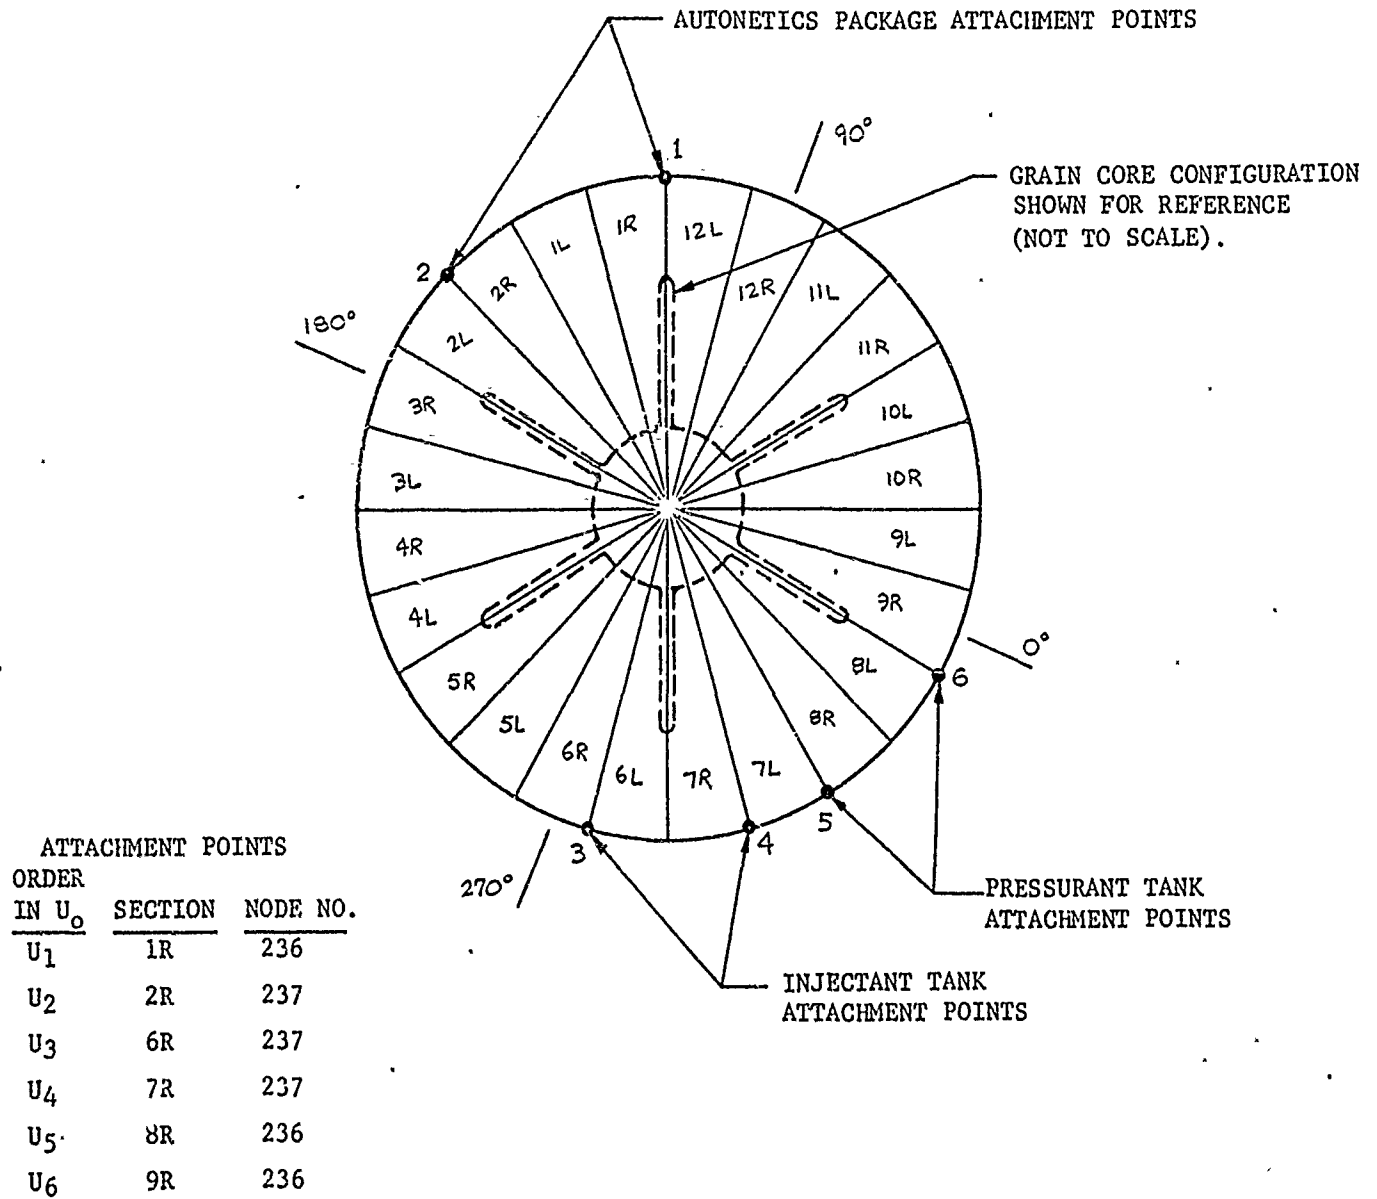 AUTONETICS PACKAGE ATTACHMENT POINTS
1
90°
GRAIN CORE CONFIGURATION
SHOWN FOR REFERENCE
(NOT TO SCALE).
2
180°
1L
1R
12L
2R
12R
11L
2L
11R
3R
10L
3L
10R
4R
9L
4L
9R
0°
5R
8L
6
5L
8R
6R
6L
7R
7L
3
4
5
270°
PRESSURANT TANK
ATTACHMENT POINTS
INJECTANT TANK
ATTACHMENT POINTS
ATTACHMENT POINTS
ORDER
IN Uo SECTION NODE NO.
U1 1R 236
U2 2R 237
U3 6R 237
U4 7R 237
U5 8R 236
U6 9R 236